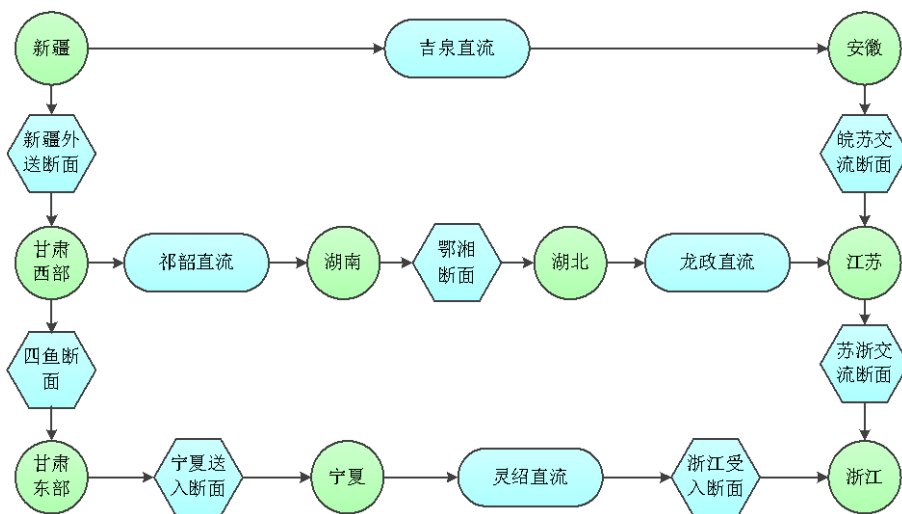 新疆
吉泉直流
安徽
新疆外
送断面
皖苏交
流断面
甘肃
西部
祁韶直流
湖南
鄂湘
断面
湖北
龙政直流
江苏
四鱼断
面
苏浙交
流断面
甘肃
东部
宁夏送
入断面
宁夏
灵绍直流
浙江受
入断面
浙江